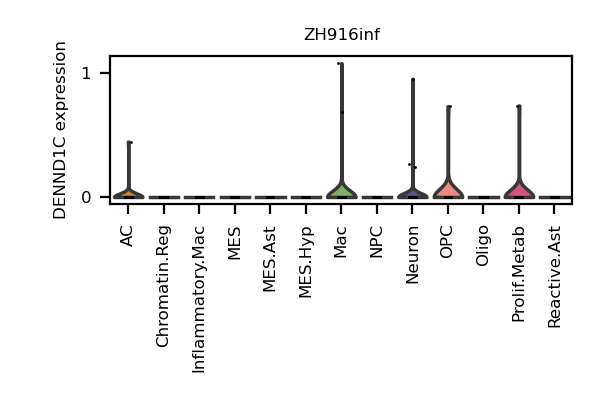 ZH916inf
DENND1C expression
1
0
AC
Chromatin.Reg
Inflammatory.Mac
MES
MES.Ast
MES.Hyp
Mac
NPC
Neuron
OPC
Oligo
Prolif.Metab
Reactive.Ast